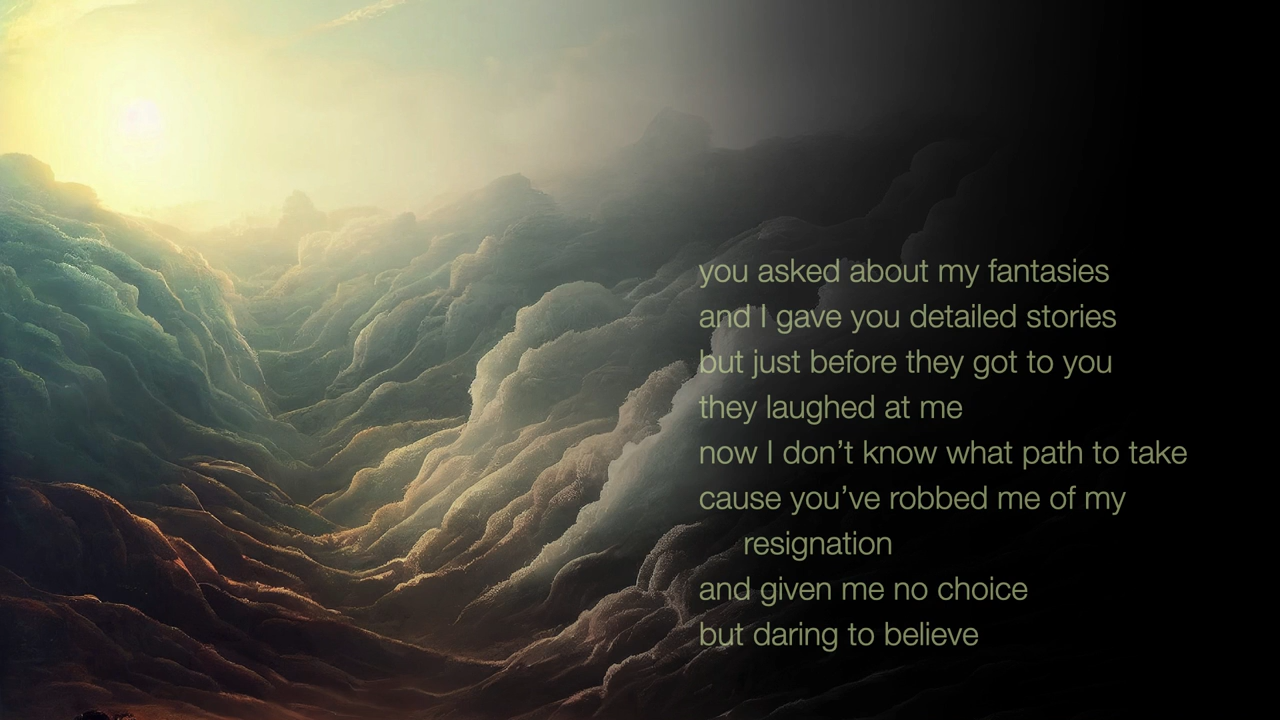 you asked about my fantasies
and I gave you detailed stories
but just before they got to you
they laughed at me
now I don’t know what path to take
cause you’ve robbed me of my
resignation
and given me no choice
but daring to believe